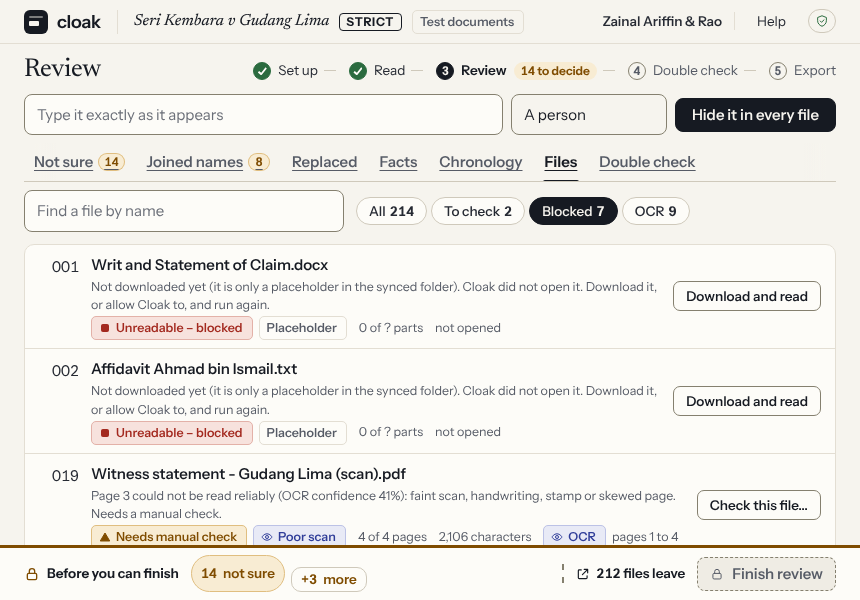 cloak Seri Kembara v Gudang Lima STRICT Test documents Zainal Ariffin & Rao Help
Review Set up Read 3 Review 14 to decide 4 Double check 5 Export
Type it exactly as it appears A person Hide it in every file
Not sure 14 Joined names 8 Replaced Facts Chronology Files Double check
Find a file by name All 214 To check 2 Blocked 7 OCR 9
001 Writ and Statement of Claim.docx
Not downloaded yet (it is only a placeholder in the synced folder). Cloak did not open it. Download it,
or allow Cloak to, and run again.
Download and read
Unreadable – blocked Placeholder 0 of ? parts not opened
002 Affidavit Ahmad bin Ismail.txt
Not downloaded yet (it is only a placeholder in the synced folder). Cloak did not open it. Download it,
or allow Cloak to, and run again.
Download and read
Unreadable – blocked Placeholder 0 of ? parts not opened
019 Witness statement - Gudang Lima (scan).pdf
Page 3 could not be read reliably (OCR confidence 41%): faint scan, handwriting, stamp or skewed page.
Needs a manual check.
Check this file...
Needs manual check Poor scan 4 of 4 pages 2,106 characters OCR pages 1 to 4
Before you can finish 14 not sure +3 more 212 files leave Finish review